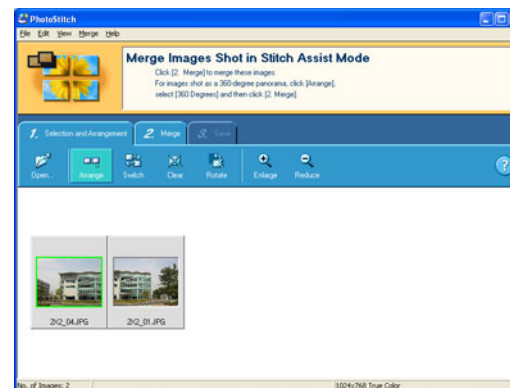 PhotoStitch
File Edit View Merge Help
Merge Images Shot in Stitch Assist Mode
Click [2. Merge] to merge these images.
For images shot as a 360-degree panorama, click [Arrange],
select [360 Degrees] and then click [2. Merge].
1. Selection and Arrangement 2. Merge 3. Save
Open... Arrange Switch Clear Rotate Enlarge Reduce ?
2X2_04.JPG 2X2_01.JPG
No. of Images: 2 1024x768 True Color